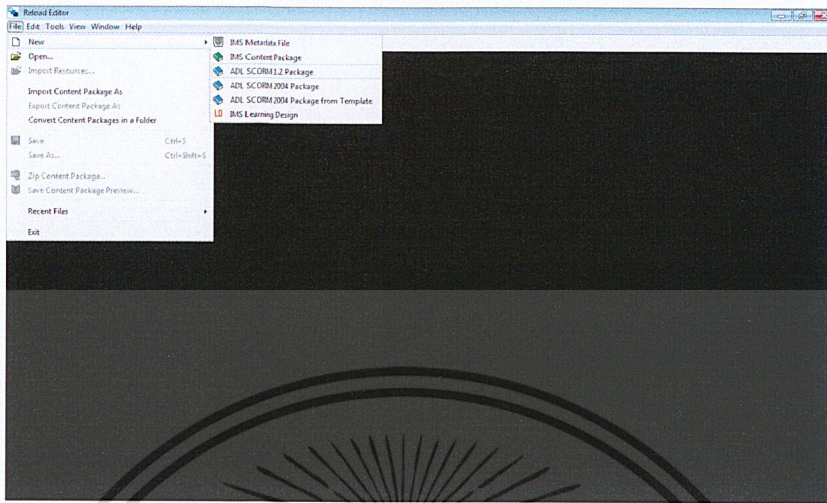 Reload Editor
File Edit Tools View Window Help
New
Open...
Import Resources...
Import Content Package As
Export Content Package As
Convert Content Packages in a Folder
Save Ctrl+S
Save As... Ctrl+Shift+S
Zip Content Package...
Save Content Package Preview...
Recent Files
Exit
IMS Metadata File
IMS Content Package
ADL SCORM 1.2 Package
ADL SCORM 2004 Package
ADL SCORM 2004 Package from Template
LD IMS Learning Design